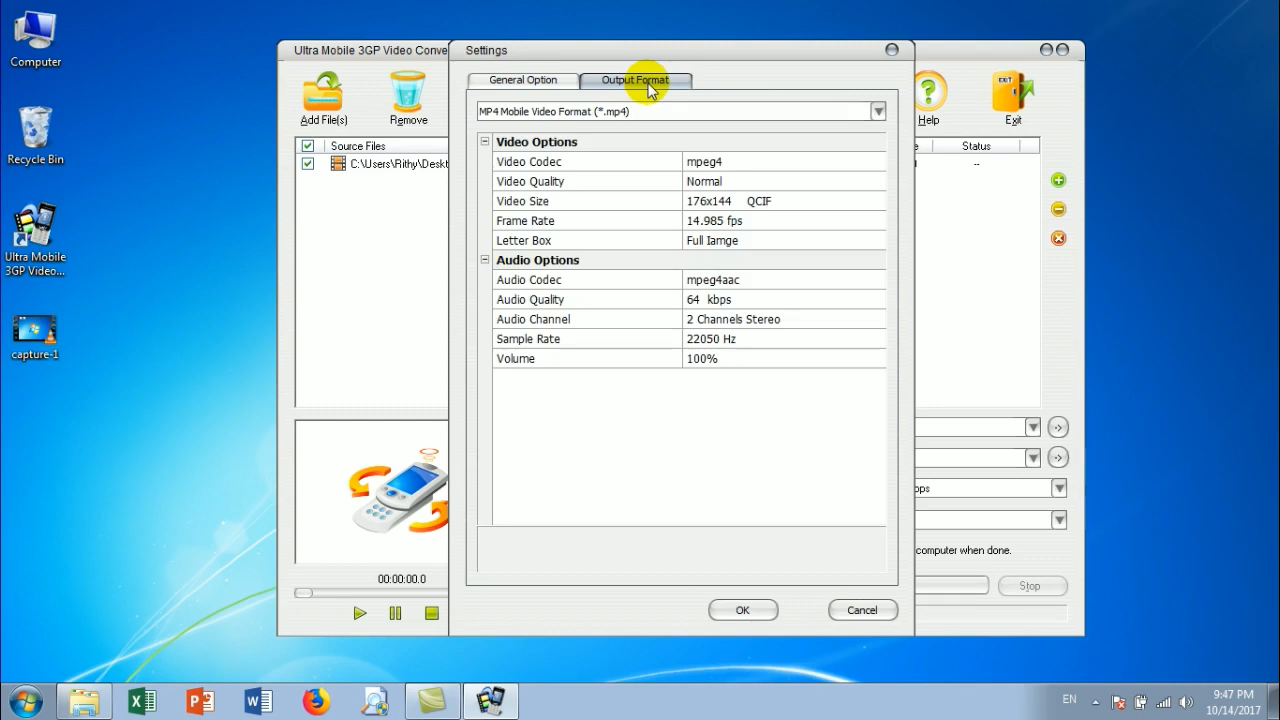 Computer
Recycle Bin
Ultra Mobile
3GP Video...
capture-1
Ultra Mobile 3GP Video Conve
Settings
General Option
Output Format
Add File(s)
Remove
EXIT
Help
Exit
Source Files
Status
C:\Users\Rithy\Deskt
--
MP4 Mobile Video Format (*.mp4)
Video Options
Video Codec mpeg4
Video Quality Normal
Video Size 176x144 QCIF
Frame Rate 14.985 fps
Letter Box Full Iamge
Audio Options
Audio Codec mpeg4aac
Audio Quality 64 kbps
Audio Channel 2 Channels Stereo
Sample Rate 22050 Hz
Volume 100%
computer when done.
00:00:00.0
Stop
OK
Cancel
EN
9:47 PM
10/14/2017